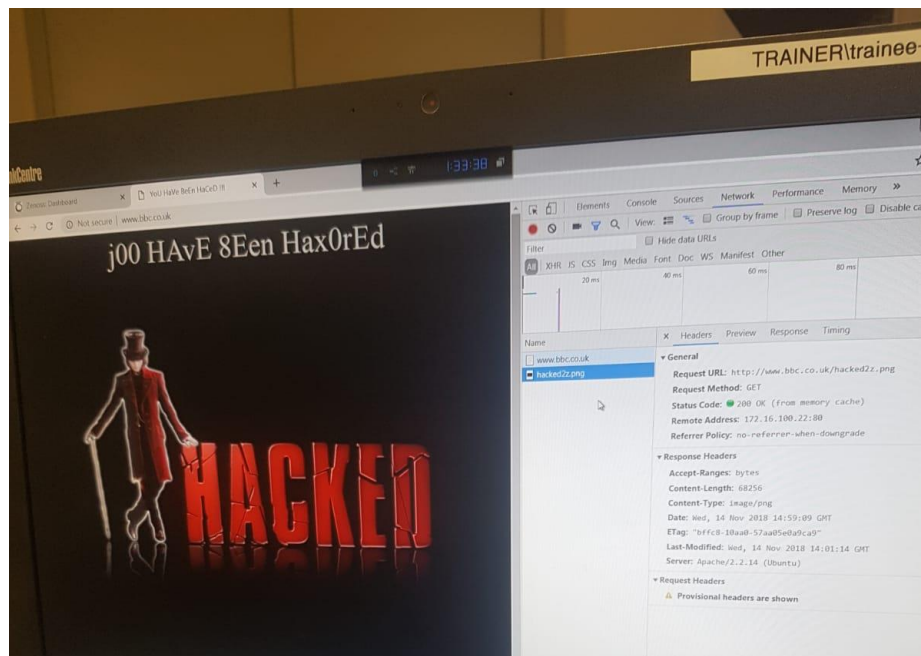 TRAINER\trainee-
1:33:38
Zenoss Dashboard
YoU HaVe BeEn HaCeD !!!
Not secure | www.bbc.co.uk
j00 HAvE 8Een Hax0rEd
HACKED
Elements Console Sources Network Performance Memory »
View: Group by frame Preserve log Disable ca
Filter
Hide data URLs
All XHR JS CSS Img Media Font Doc WS Manifest Other
20 ms 40 ms 60 ms 80 ms
Name
www.bbc.co.uk
hacked2z.png
× Headers Preview Response Timing
General
Request URL: http://www.bbc.co.uk/hacked2z.png
Request Method: GET
Status Code: 200 OK (from memory cache)
Remote Address: 172.16.100.22:80
Referrer Policy: no-referrer-when-downgrade
Response Headers
Accept-Ranges: bytes
Content-Length: 68256
Content-Type: image/png
Date: Wed, 14 Nov 2018 14:59:09 GMT
ETag: "bffc8-10aa0-57aa05e0a9ca9"
Last-Modified: Wed, 14 Nov 2018 14:01:14 GMT
Server: Apache/2.2.14 (Ubuntu)
Request Headers
Provisional headers are shown